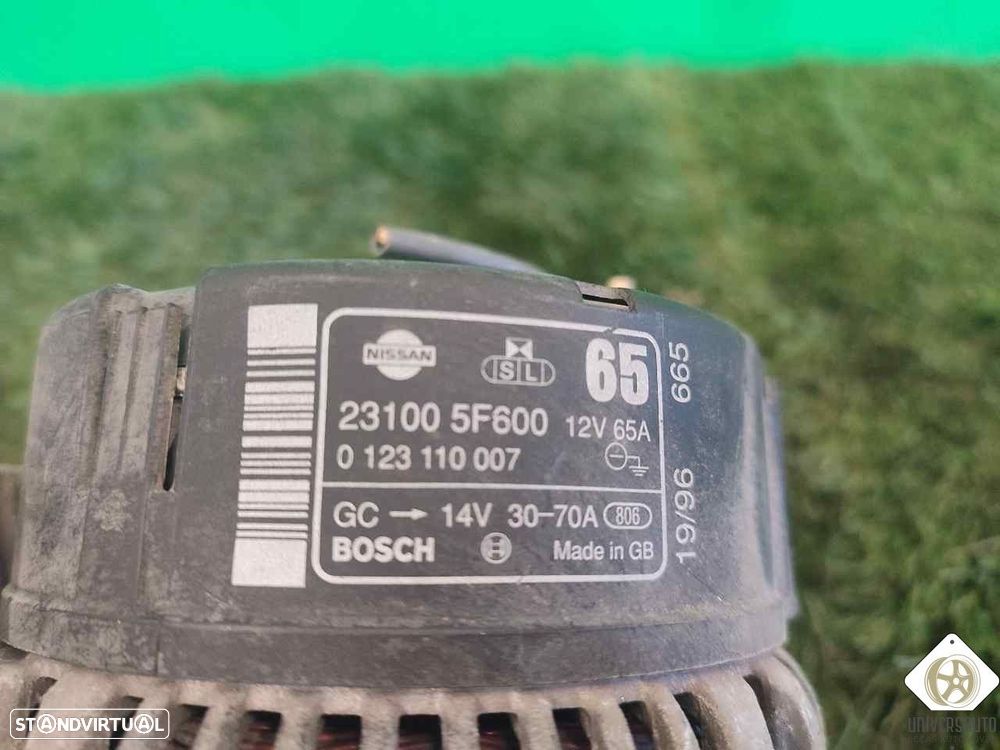 NISSAN
S L
65
23100 5F600
12V 65A
0 123 110 007
GC → 14V 30-70A 806
BOSCH
Made in GB
19/96 665
STANDVIRTUAL
UNIVERSAUTO